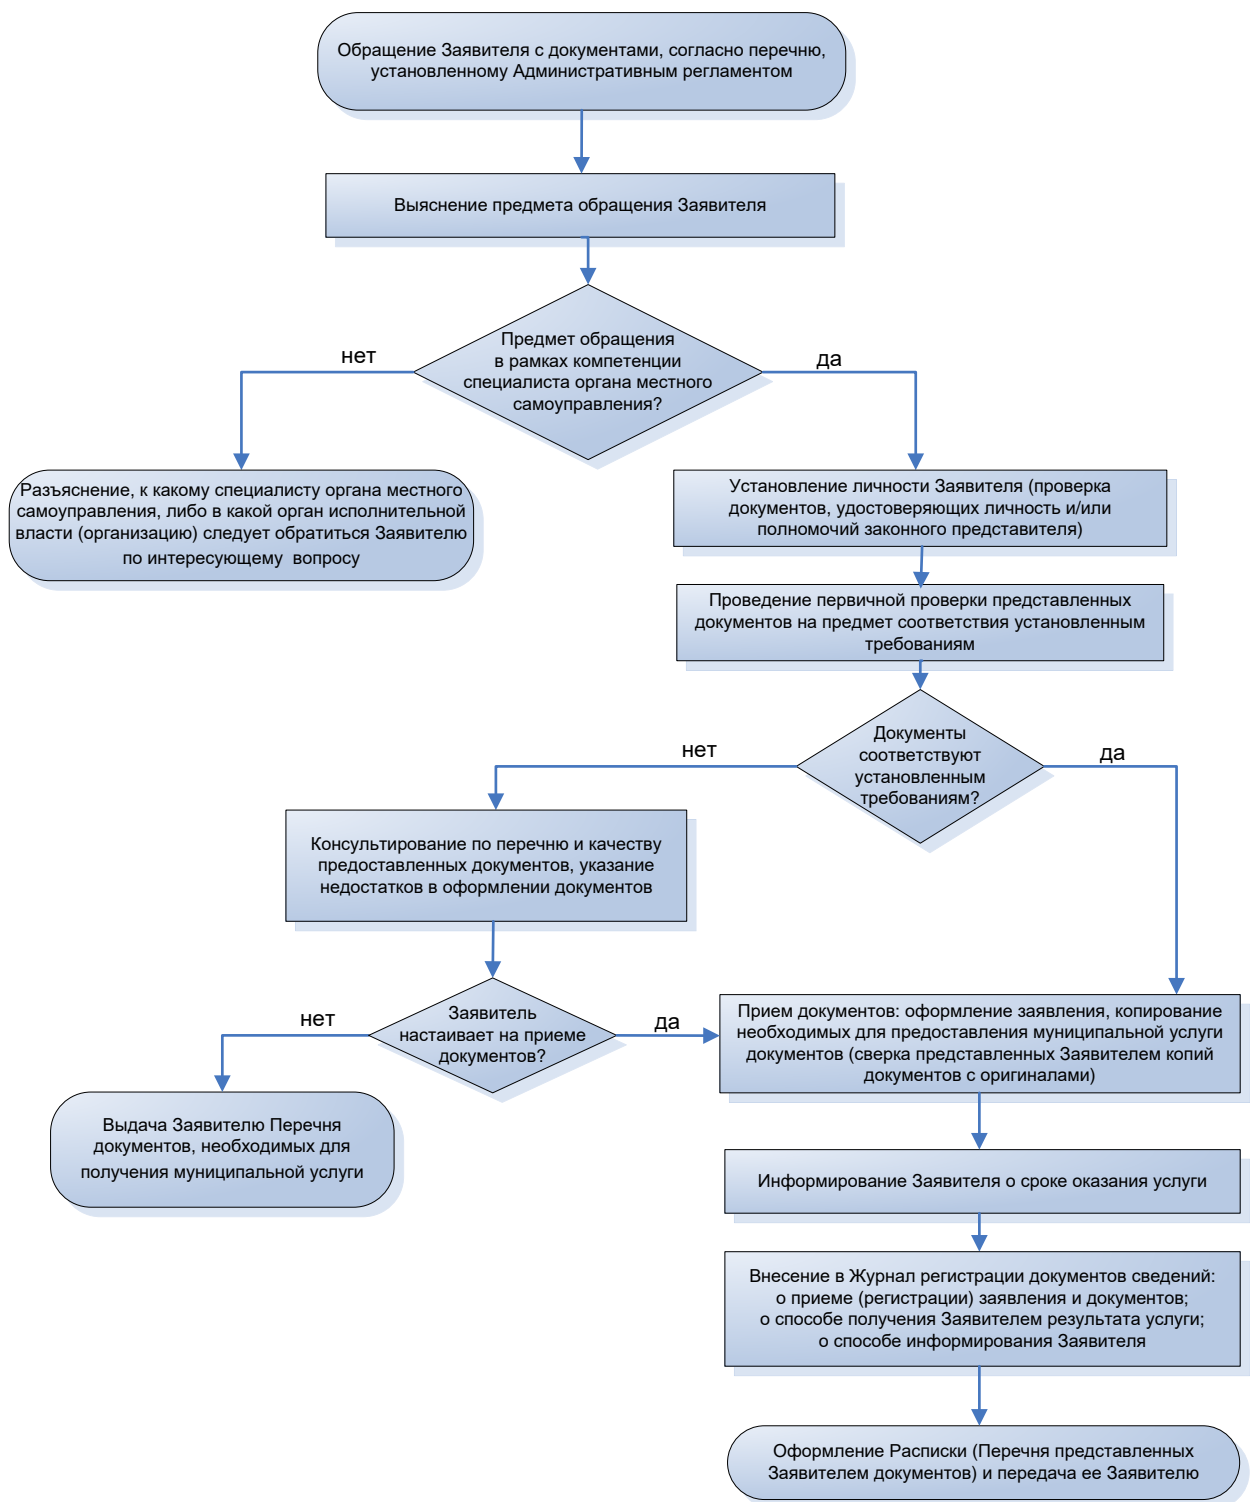 Обращение Заявителя с документами, согласно перечню,
установленному Административным регламентом
Выяснение предмета обращения Заявителя
Предмет обращения
в рамках компетенции
специалиста органа местного
самоуправления?
нет
да
Разъяснение, к какому специалисту органа местного
самоуправления, либо в какой орган исполнительной
власти (организацию) следует обратиться Заявителю
по интересующему вопросу
Установление личности Заявителя (проверка
документов, удостоверяющих личность и/или
полномочий законного представителя)
Проведение первичной проверки представленных
документов на предмет соответствия установленным
требованиям
Документы
соответствуют
установленным
требованиям?
нет
да
Консультирование по перечню и качеству
предоставленных документов, указание
недостатков в оформлении документов
Заявитель
настаивает на приеме
документов?
нет
да
Прием документов: оформление заявления, копирование
необходимых для предоставления муниципальной услуги
документов (сверка представленных Заявителем копий
документов с оригиналами)
Выдача Заявителю Перечня
документов, необходимых для
получения муниципальной услуги
Информирование Заявителя о сроке оказания услуги
Внесение в Журнал регистрации документов сведений:
о приеме (регистрации) заявления и документов;
о способе получения Заявителем результата услуги;
о способе информирования Заявителя
Оформление Расписки (Перечня представленных
Заявителем документов) и передача ее Заявителю